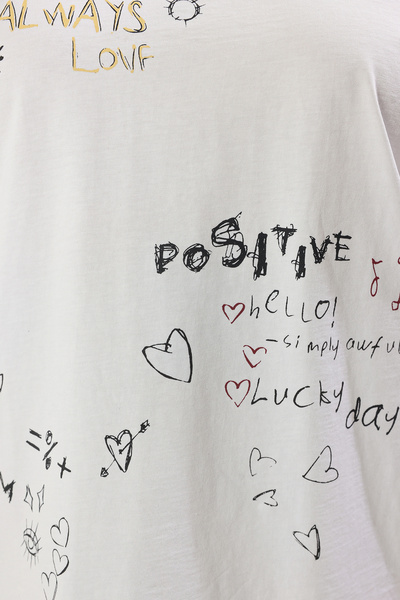 ALWAYS
LOVE
POSITIVE
hELLO!
-simply awful
LUCKY
day
=%
x